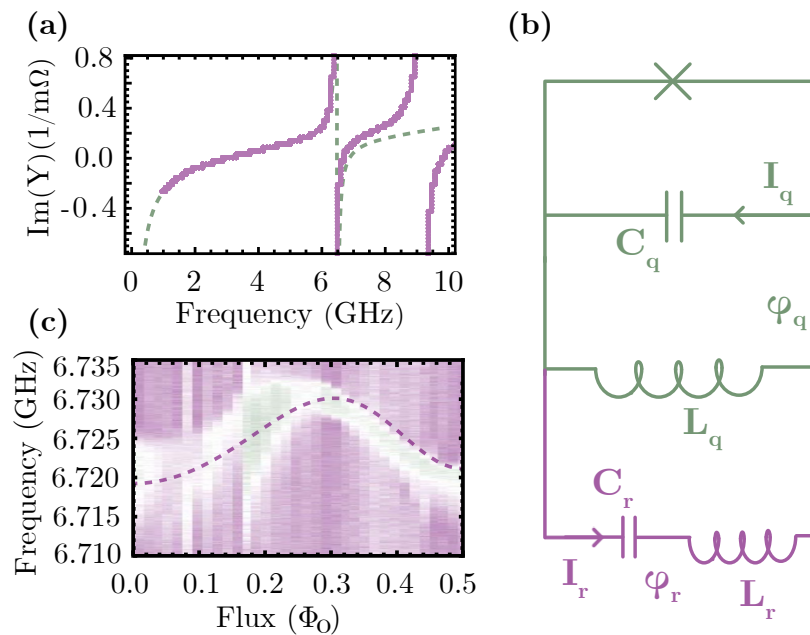 (a)
Im(Y)(1/mΩ)
0.8
0.4
0.0
-0.4
0 2 4 6 8 10
Frequency (GHz)
(b)
I_q
C_q
φ_q
L_q
C_r
I_r
φ_r
L_r
(c)
Frequency (GHz)
6.735
6.730
6.725
6.720
6.715
6.710
0.0 0.1 0.2 0.3 0.4 0.5
Flux (Φ_O)